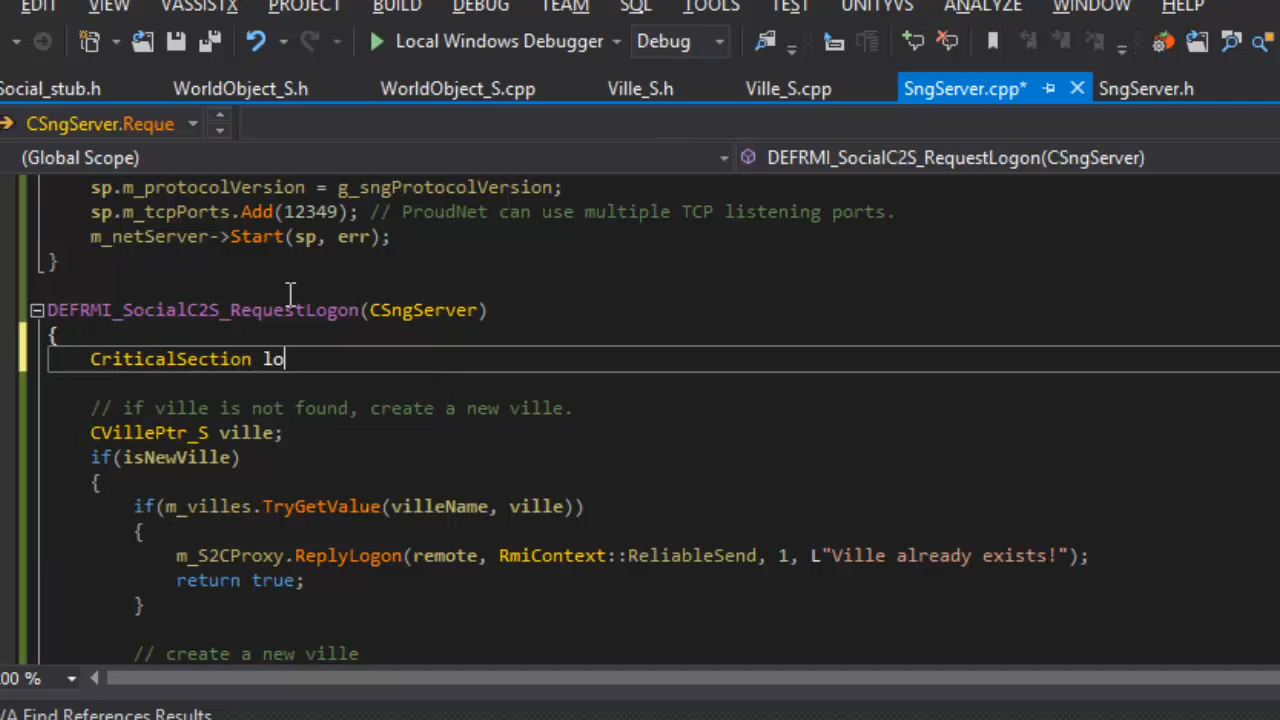 EDIT VIEW VASSISTX PROJECT BUILD DEBUG TEAM SQL TOOLS TEST UNITYVS ANALYZE WINDOW HELP
Local Windows Debugger Debug
Social_stub.h WorldObject_S.h WorldObject_S.cpp Ville_S.h Ville_S.cpp SngServer.cpp* SngServer.h
CSngServer.Reque
(Global Scope) DEFRMI_SocialC2S_RequestLogon(CSngServer)
sp.m_protocolVersion = g_sngProtocolVersion;
sp.m_tcpPorts.Add(12349); // ProudNet can use multiple TCP listening ports.
m_netServer->Start(sp, err);
}
DEFRMI_SocialC2S_RequestLogon(CSngServer)
{
CriticalSection lo
// if ville is not found, create a new ville.
CVillePtr_S ville;
if(isNewVille)
{
if(m_villes.TryGetValue(villeName, ville))
{
m_S2CProxy.ReplyLogon(remote, RmiContext::ReliableSend, 1, L"Ville already exists!");
return true;
}
// create a new ville
00 %
/A Find References Results